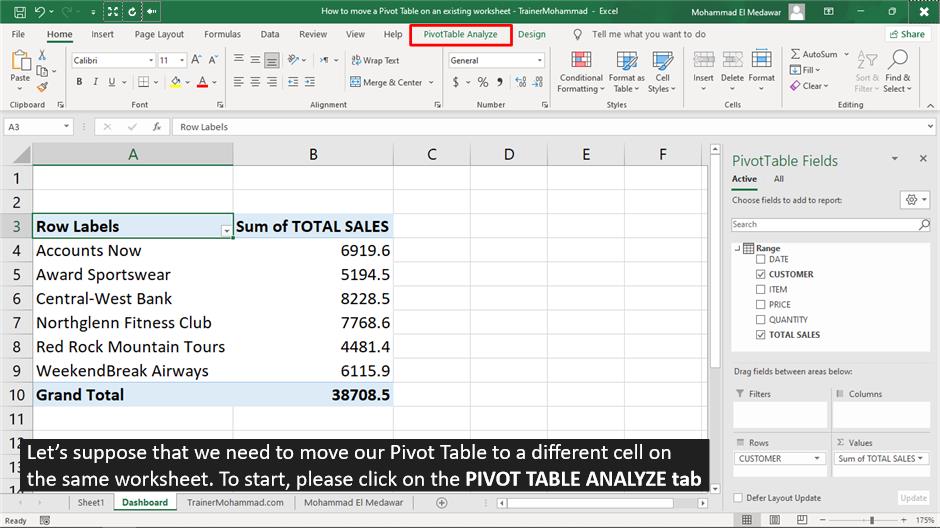 How to move a Pivot Table on an existing worksheet - TrainerMohammad - Excel
Mohammad El Medawar
File Home Insert Page Layout Formulas Data Review View Help PivotTable Analyze Design Tell me what you want to do Share
Paste
Clipboard
Calibri 11 A A
B I U A
Font
ab Wrap Text
Merge & Center
Alignment
General
$ % 9
Number
Conditional Formatting
Format as Table
Cell Styles
Styles
Insert Delete Format
Cells
AutoSum
Fill
Clear
Sort & Filter
Find & Select
Editing
A3 fx Row Labels
A B C D E F
1
2
3 Row Labels Sum of TOTAL SALES
4 Accounts Now 6919.6
5 Award Sportswear 5194.5
6 Central-West Bank 8228.5
7 Northglenn Fitness Club 7768.6
8 Red Rock Mountain Tours 4481.4
9 WeekendBreak Airways 6115.9
10 Grand Total 38708.5
11
12
13
PivotTable Fields
Active All
Choose fields to add to report:
Search
Range
DATE
CUSTOMER
ITEM
PRICE
QUANTITY
TOTAL SALES
Drag fields between areas below:
Filters Columns
Rows Σ Values
CUSTOMER Sum of TOTAL SALES
Defer Layout Update Update
Let’s suppose that we need to move our Pivot Table to a different cell on
the same worksheet. To start, please click on the PIVOT TABLE ANALYZE tab
Sheet1 Dashboard TrainerMohammad.com Mohammad El Medawar
Ready 175%